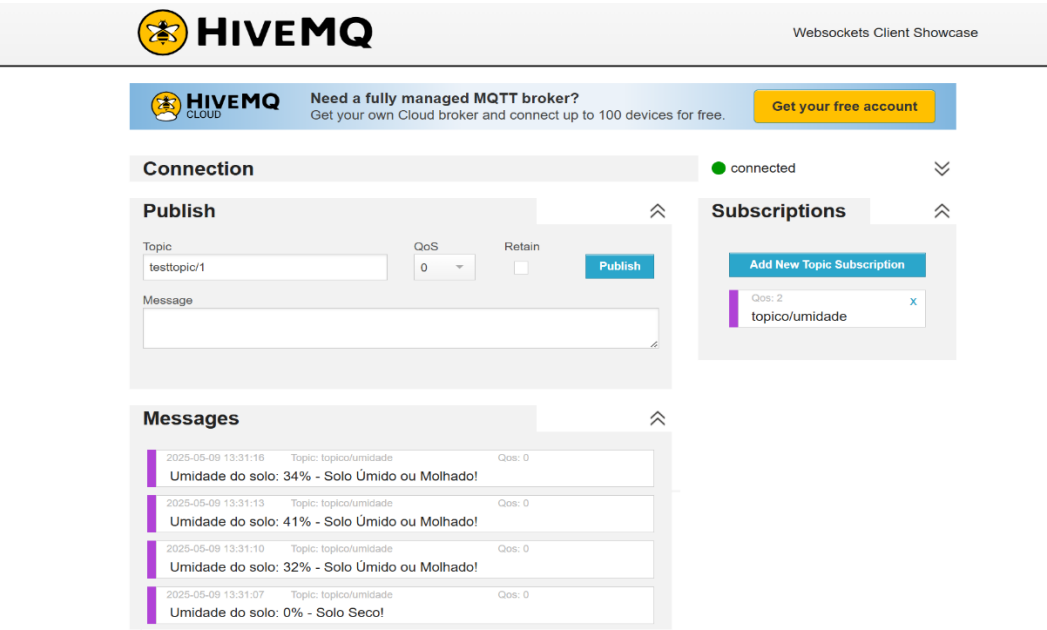 HIVEMQ
Websockets Client Showcase
HIVEMQ
CLOUD
Need a fully managed MQTT broker?
Get your own Cloud broker and connect up to 100 devices for free.
Get your free account
Connection
connected
Publish
Topic
QoS
Retain
testtopic/1
0
Publish
Message
Subscriptions
Add New Topic Subscription
Qos: 2
x
topico/umidade
Messages
2025-05-09 13:31:16 Topic: topico/umidade Qos: 0
Umidade do solo: 34% - Solo Úmido ou Molhado!
2025-05-09 13:31:13 Topic: topico/umidade Qos: 0
Umidade do solo: 41% - Solo Úmido ou Molhado!
2025-05-09 13:31:10 Topic: topico/umidade Qos: 0
Umidade do solo: 32% - Solo Úmido ou Molhado!
2025-05-09 13:31:07 Topic: topico/umidade Qos: 0
Umidade do solo: 0% - Solo Seco!